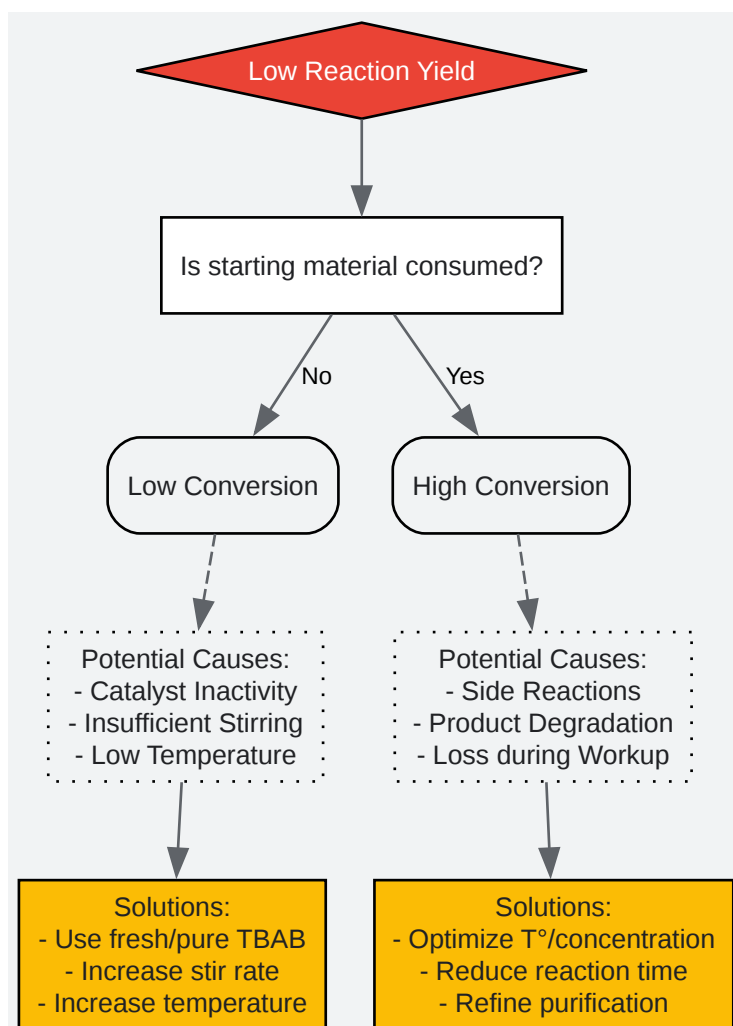 Low Reaction Yield
Is starting material consumed?
No
Yes
Low Conversion
High Conversion
Potential Causes:
- Catalyst Inactivity
- Insufficient Stirring
- Low Temperature
Potential Causes:
- Side Reactions
- Product Degradation
- Loss during Workup
Solutions:
- Use fresh/pure TBAB
- Increase stir rate
- Increase temperature
Solutions:
- Optimize T°/concentration
- Reduce reaction time
- Refine purification